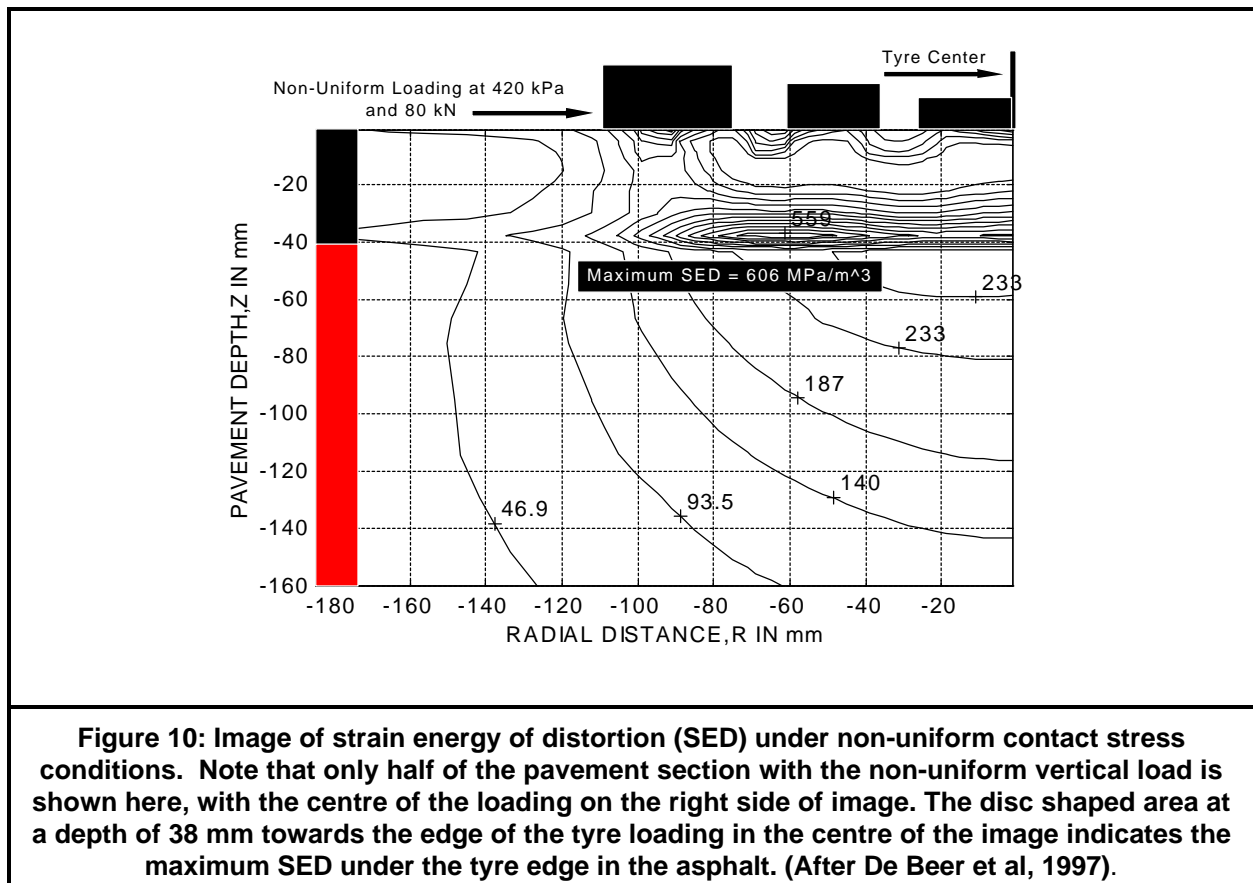 Tyre Center
Non-Uniform Loading at 420 kPa
and 80 kN
-20
-40
-60
-80
-100
-120
-140
-160
PAVEMENT DEPTH,Z IN mm
559
Maximum SED = 606 MPa/m^3
233
233
187
140
93.5
46.9
-180 -160 -140 -120 -100 -80 -60 -40 -20
RADIAL DISTANCE,R IN mm
Figure 10: Image of strain energy of distortion (SED) under non-uniform contact stress
conditions. Note that only half of the pavement section with the non-uniform vertical load is
shown here, with the centre of the loading on the right side of image. The disc shaped area at
a depth of 38 mm towards the edge of the tyre loading in the centre of the image indicates the
maximum SED under the tyre edge in the asphalt. (After De Beer et al, 1997).